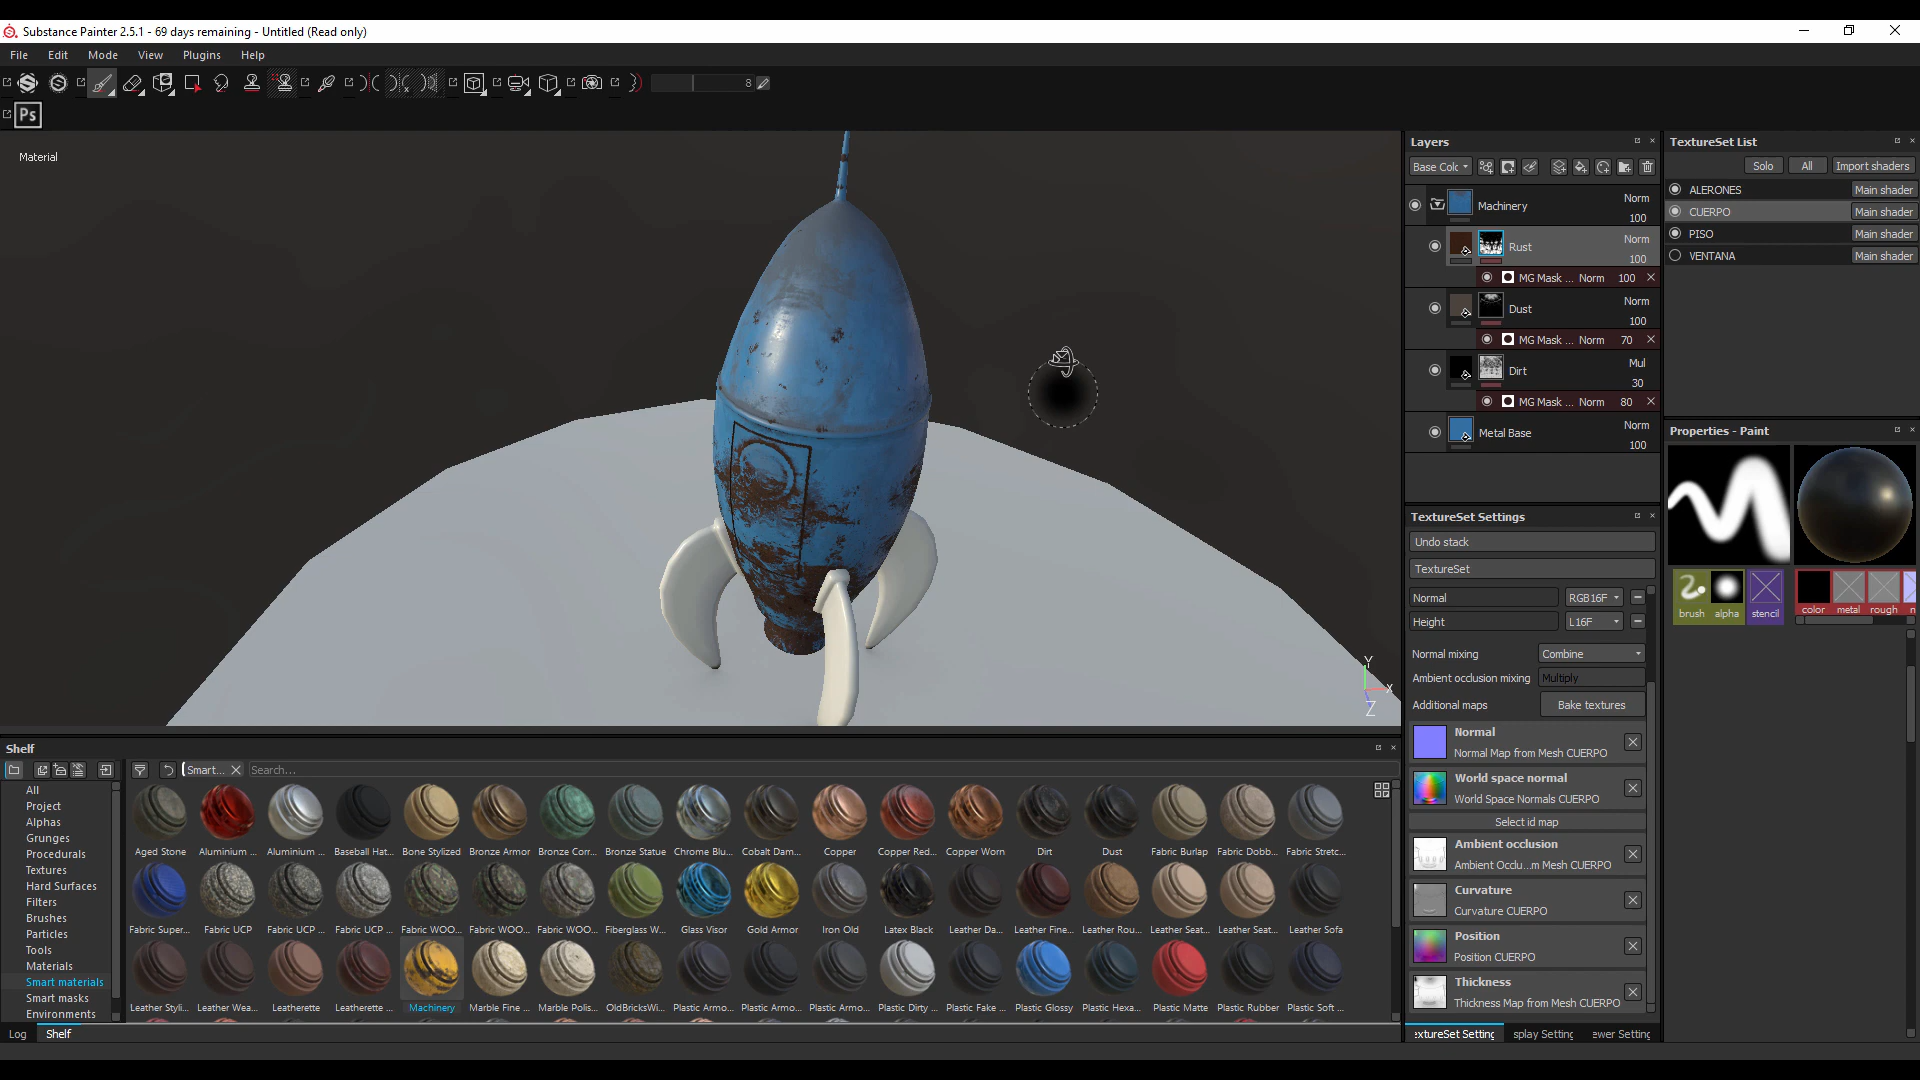 Substance Painter 2.5.1 - 69 days remaining - Untitled (Read only)
File Edit Mode View Plugins Help
8
Ps
Material
Layers
Base Colc
Machinery Norm 100
Rust Norm 100
MG Mask ... Norm 100
Dust Norm 100
MG Mask ... Norm 70
Dirt Mul 30
MG Mask ... Norm 80
Metal Base Norm 100
TextureSet List
Solo All Import shaders
ALERONES Main shader
CUERPO Main shader
PISO Main shader
VENTANA Main shader
Properties - Paint
brush alpha stencil color metal rough n
TextureSet Settings
Undo stack
TextureSet
Normal RGB16F
Height L16F
Normal mixing Combine
Ambient occlusion mixing Multiply
Additional maps Bake textures
Normal
Normal Map from Mesh CUERPO
World space normal
World Space Normals CUERPO
Select id map
Ambient occlusion
Ambient Occlu...m Mesh CUERPO
Curvature
Curvature CUERPO
Position
Position CUERPO
Thickness
Thickness Map from Mesh CUERPO
extureSet Setting splay Setting ewer Setting
Y
X
Z
Shelf
Smart... Search...
All
Project
Alphas
Grunges
Procedurals
Textures
Hard Surfaces
Filters
Brushes
Particles
Tools
Materials
Smart materials
Smart masks
Environments
Aged Stone Aluminium ... Aluminium ... Baseball Hat... Bone Stylized Bronze Armor Bronze Corr... Bronze Statue Chrome Blu... Cobalt Dam... Copper Copper Red... Copper Worn Dirt Dust Fabric Burlap Fabric Dobb... Fabric Stretc...
Fabric Super... Fabric UCP Fabric UCP ... Fabric UCP ... Fabric WOO... Fabric WOO... Fabric WOO... Fiberglass W... Glass Visor Gold Armor Iron Old Latex Black Leather Da... Leather Fine... Leather Rou... Leather Seat... Leather Seat... Leather Sofa
Leather Styli... Leather Wea... Leatherette Leatherette ... Machinery Marble Fine ... Marble Polis... OldBricksWi... Plastic Armo... Plastic Armo... Plastic Armo... Plastic Dirty ... Plastic Fake ... Plastic Glossy Plastic Hexa... Plastic Matte Plastic Rubber Plastic Soft ...
Log Shelf